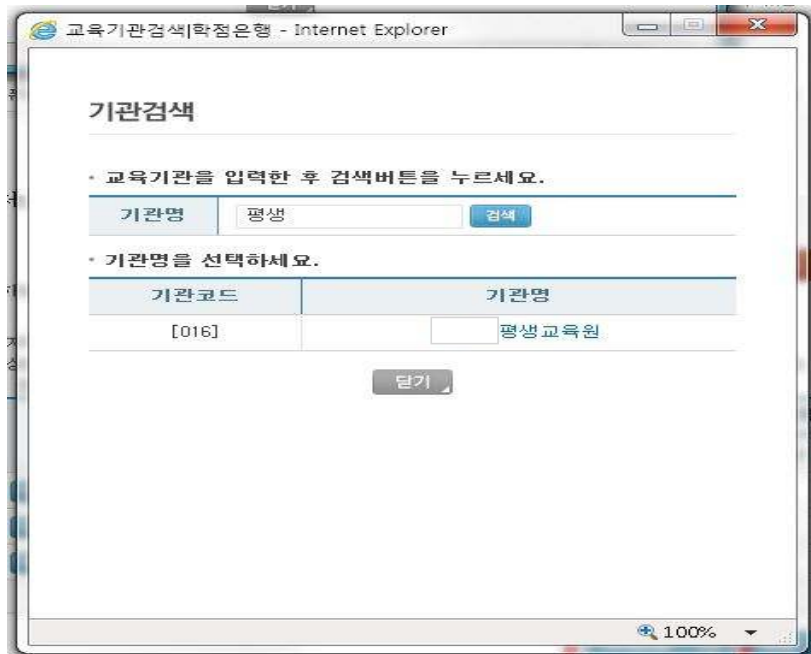 교육기관검색|학점은행 - Internet Explorer
기관검색
· 교육기관을 입력한 후 검색버튼을 누르세요.
기관명 평생 검색
· 기관명을 선택하세요.
기관코드 기관명
[016] 평생교육원
닫기
100%